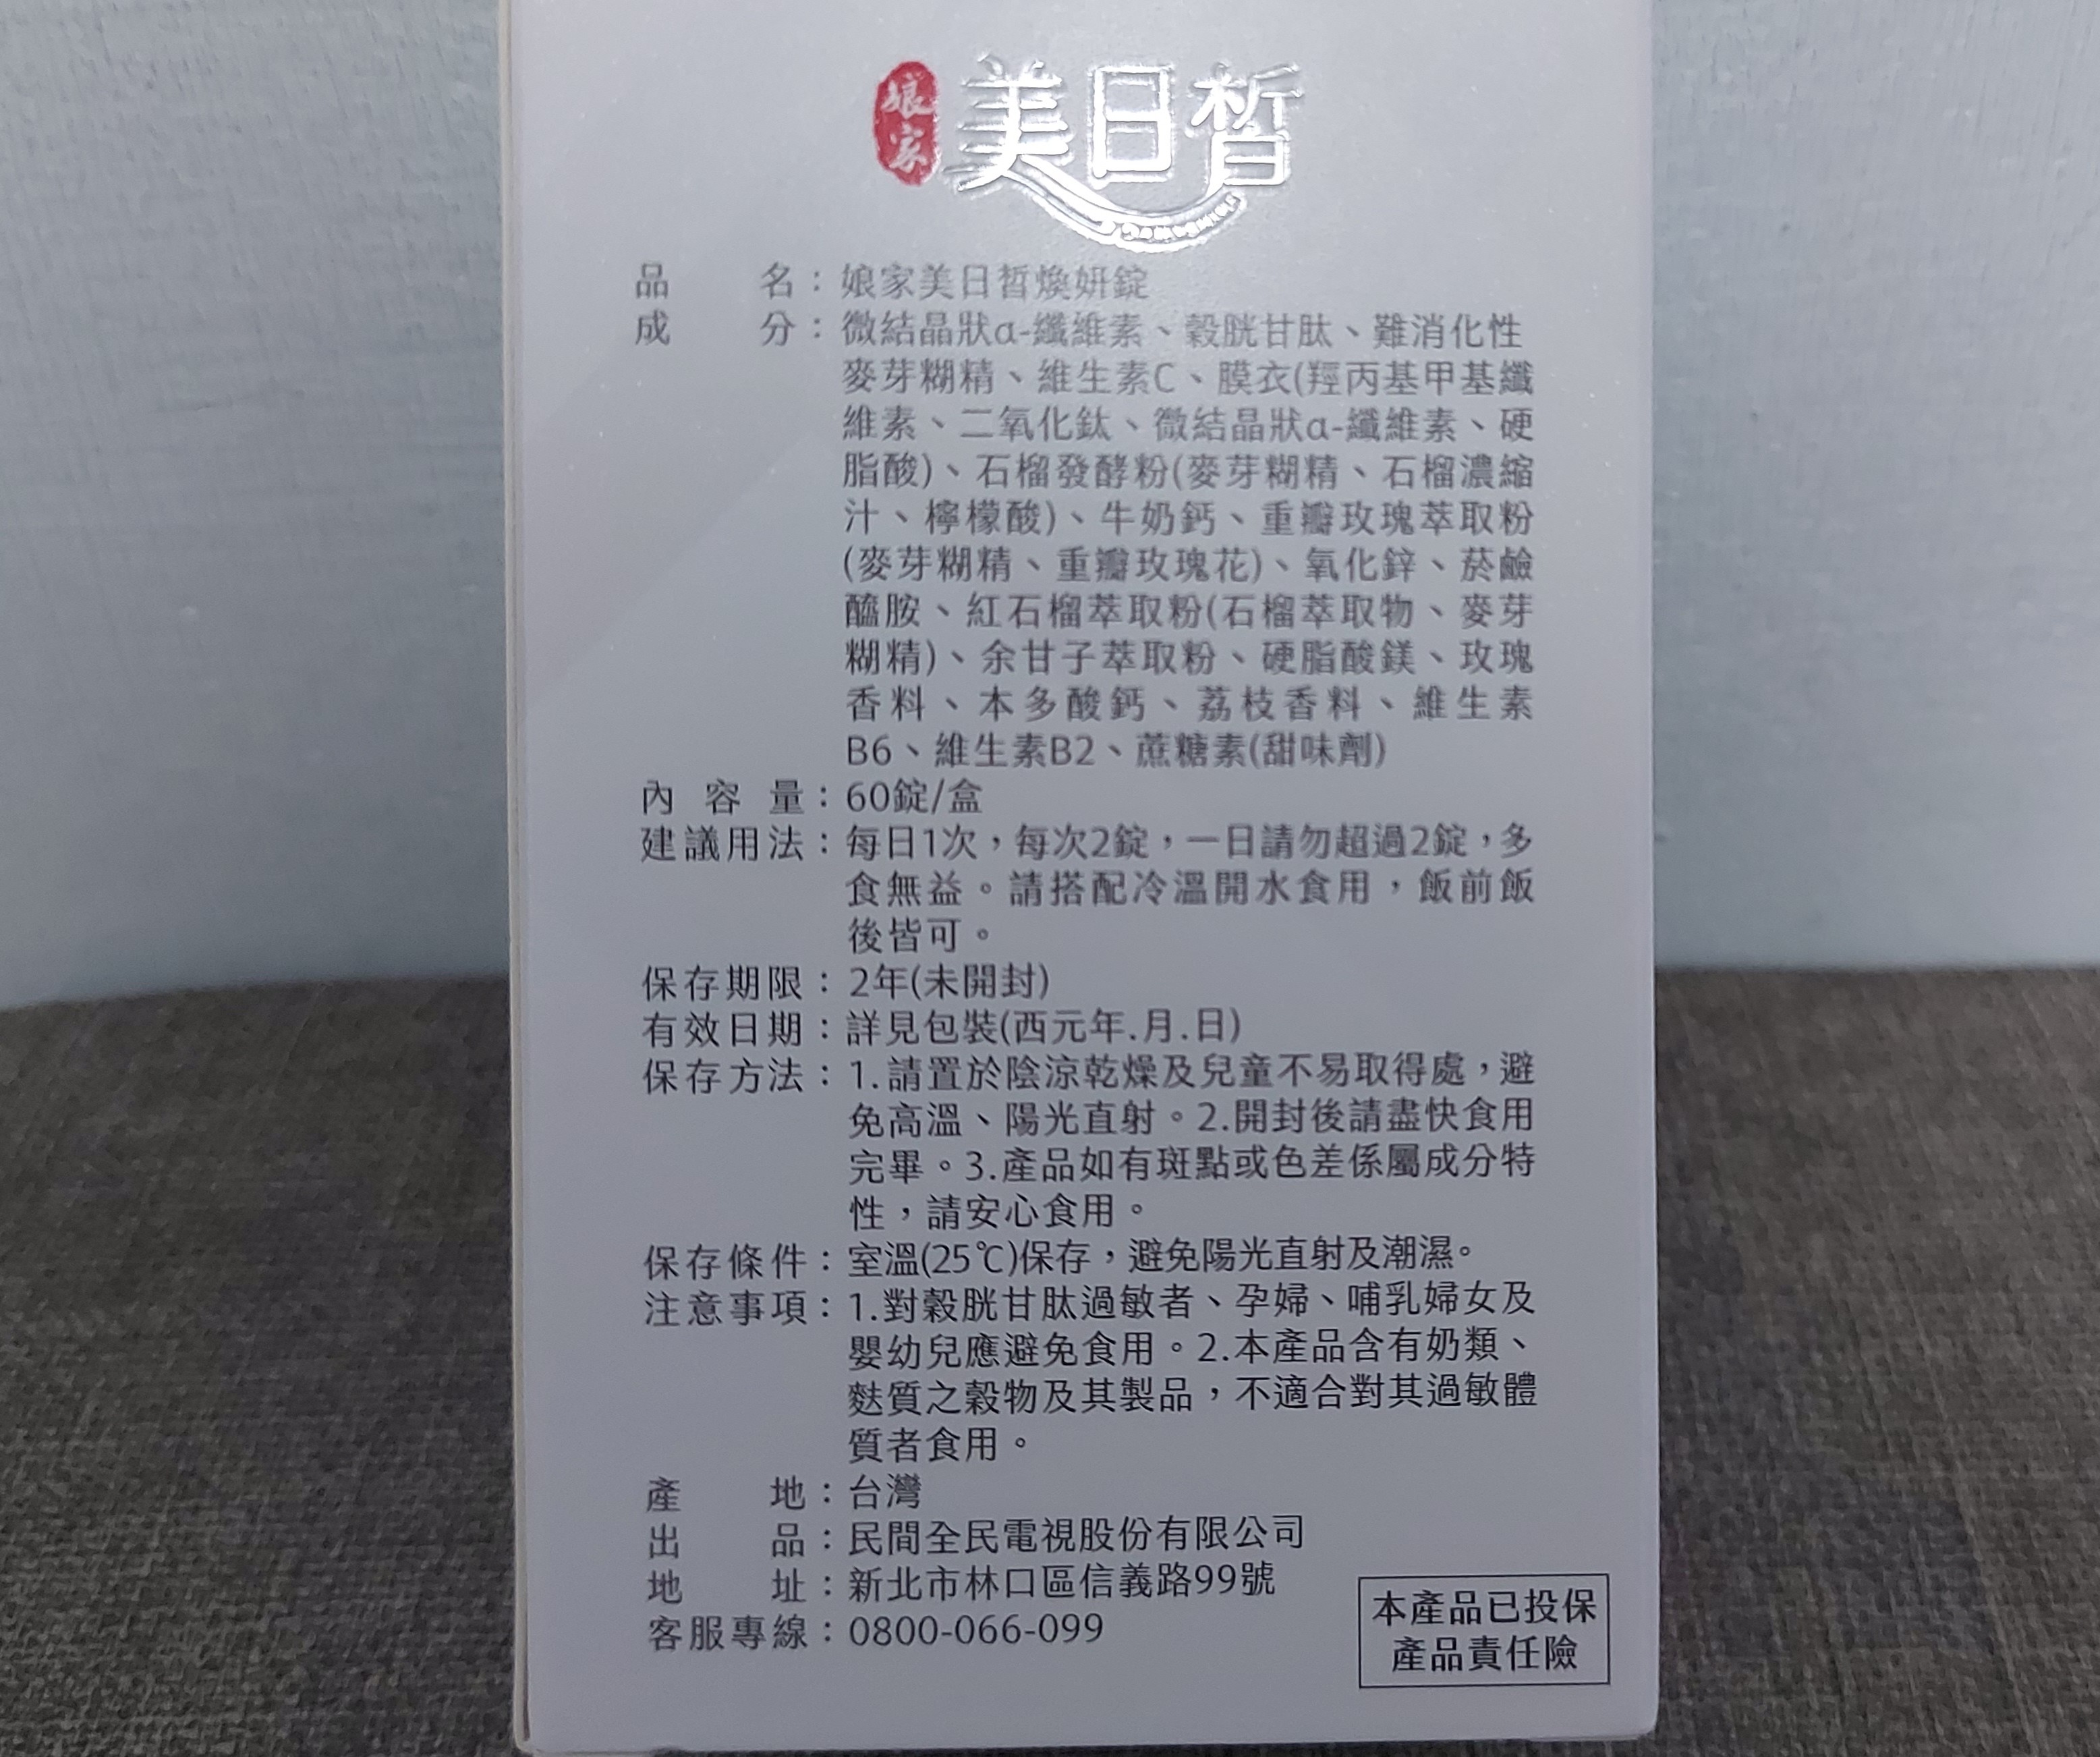 娘家 美日皙
品名：娘家美日皙煥妍錠
成分：微結晶狀α-纖維素、穀胱甘肽、難消化性
麥芽糊精、維生素C、膜衣(羥丙基甲基纖
維素、二氧化鈦、微結晶狀α-纖維素、硬
脂酸)、石榴發酵粉(麥芽糊精、石榴濃縮
汁、檸檬酸)、牛奶鈣、重瓣玫瑰萃取粉
(麥芽糊精、重瓣玫瑰花)、氧化鋅、菸鹼
醯胺、紅石榴萃取粉(石榴萃取物、麥芽
糊精)、余甘子萃取粉、硬脂酸鎂、玫瑰
香料、本多酸鈣、荔枝香料、維生素
B6、維生素B2、蔗糖素(甜味劑)
內容量：60錠/盒
建議用法：每日1次，每次2錠，一日請勿超過2錠，多
食無益。請搭配冷溫開水食用，飯前飯
後皆可。
保存期限：2年(未開封)
有效日期：詳見包裝(西元年.月.日)
保存方法：1.請置於陰涼乾燥及兒童不易取得處，避
免高溫、陽光直射。2.開封後請盡快食用
完畢。3.產品如有斑點或色差係屬成分特
性，請安心食用。
保存條件：室溫(25℃)保存，避免陽光直射及潮濕。
注意事項：1.對穀胱甘肽過敏者、孕婦、哺乳婦女及
嬰幼兒應避免食用。2.本產品含有奶類、
麩質之穀物及其製品，不適合對其過敏體
質者食用。
產地：台灣
出品：民間全民電視股份有限公司
地址：新北市林口區信義路99號
客服專線：0800-066-099
本產品已投保
產品責任險